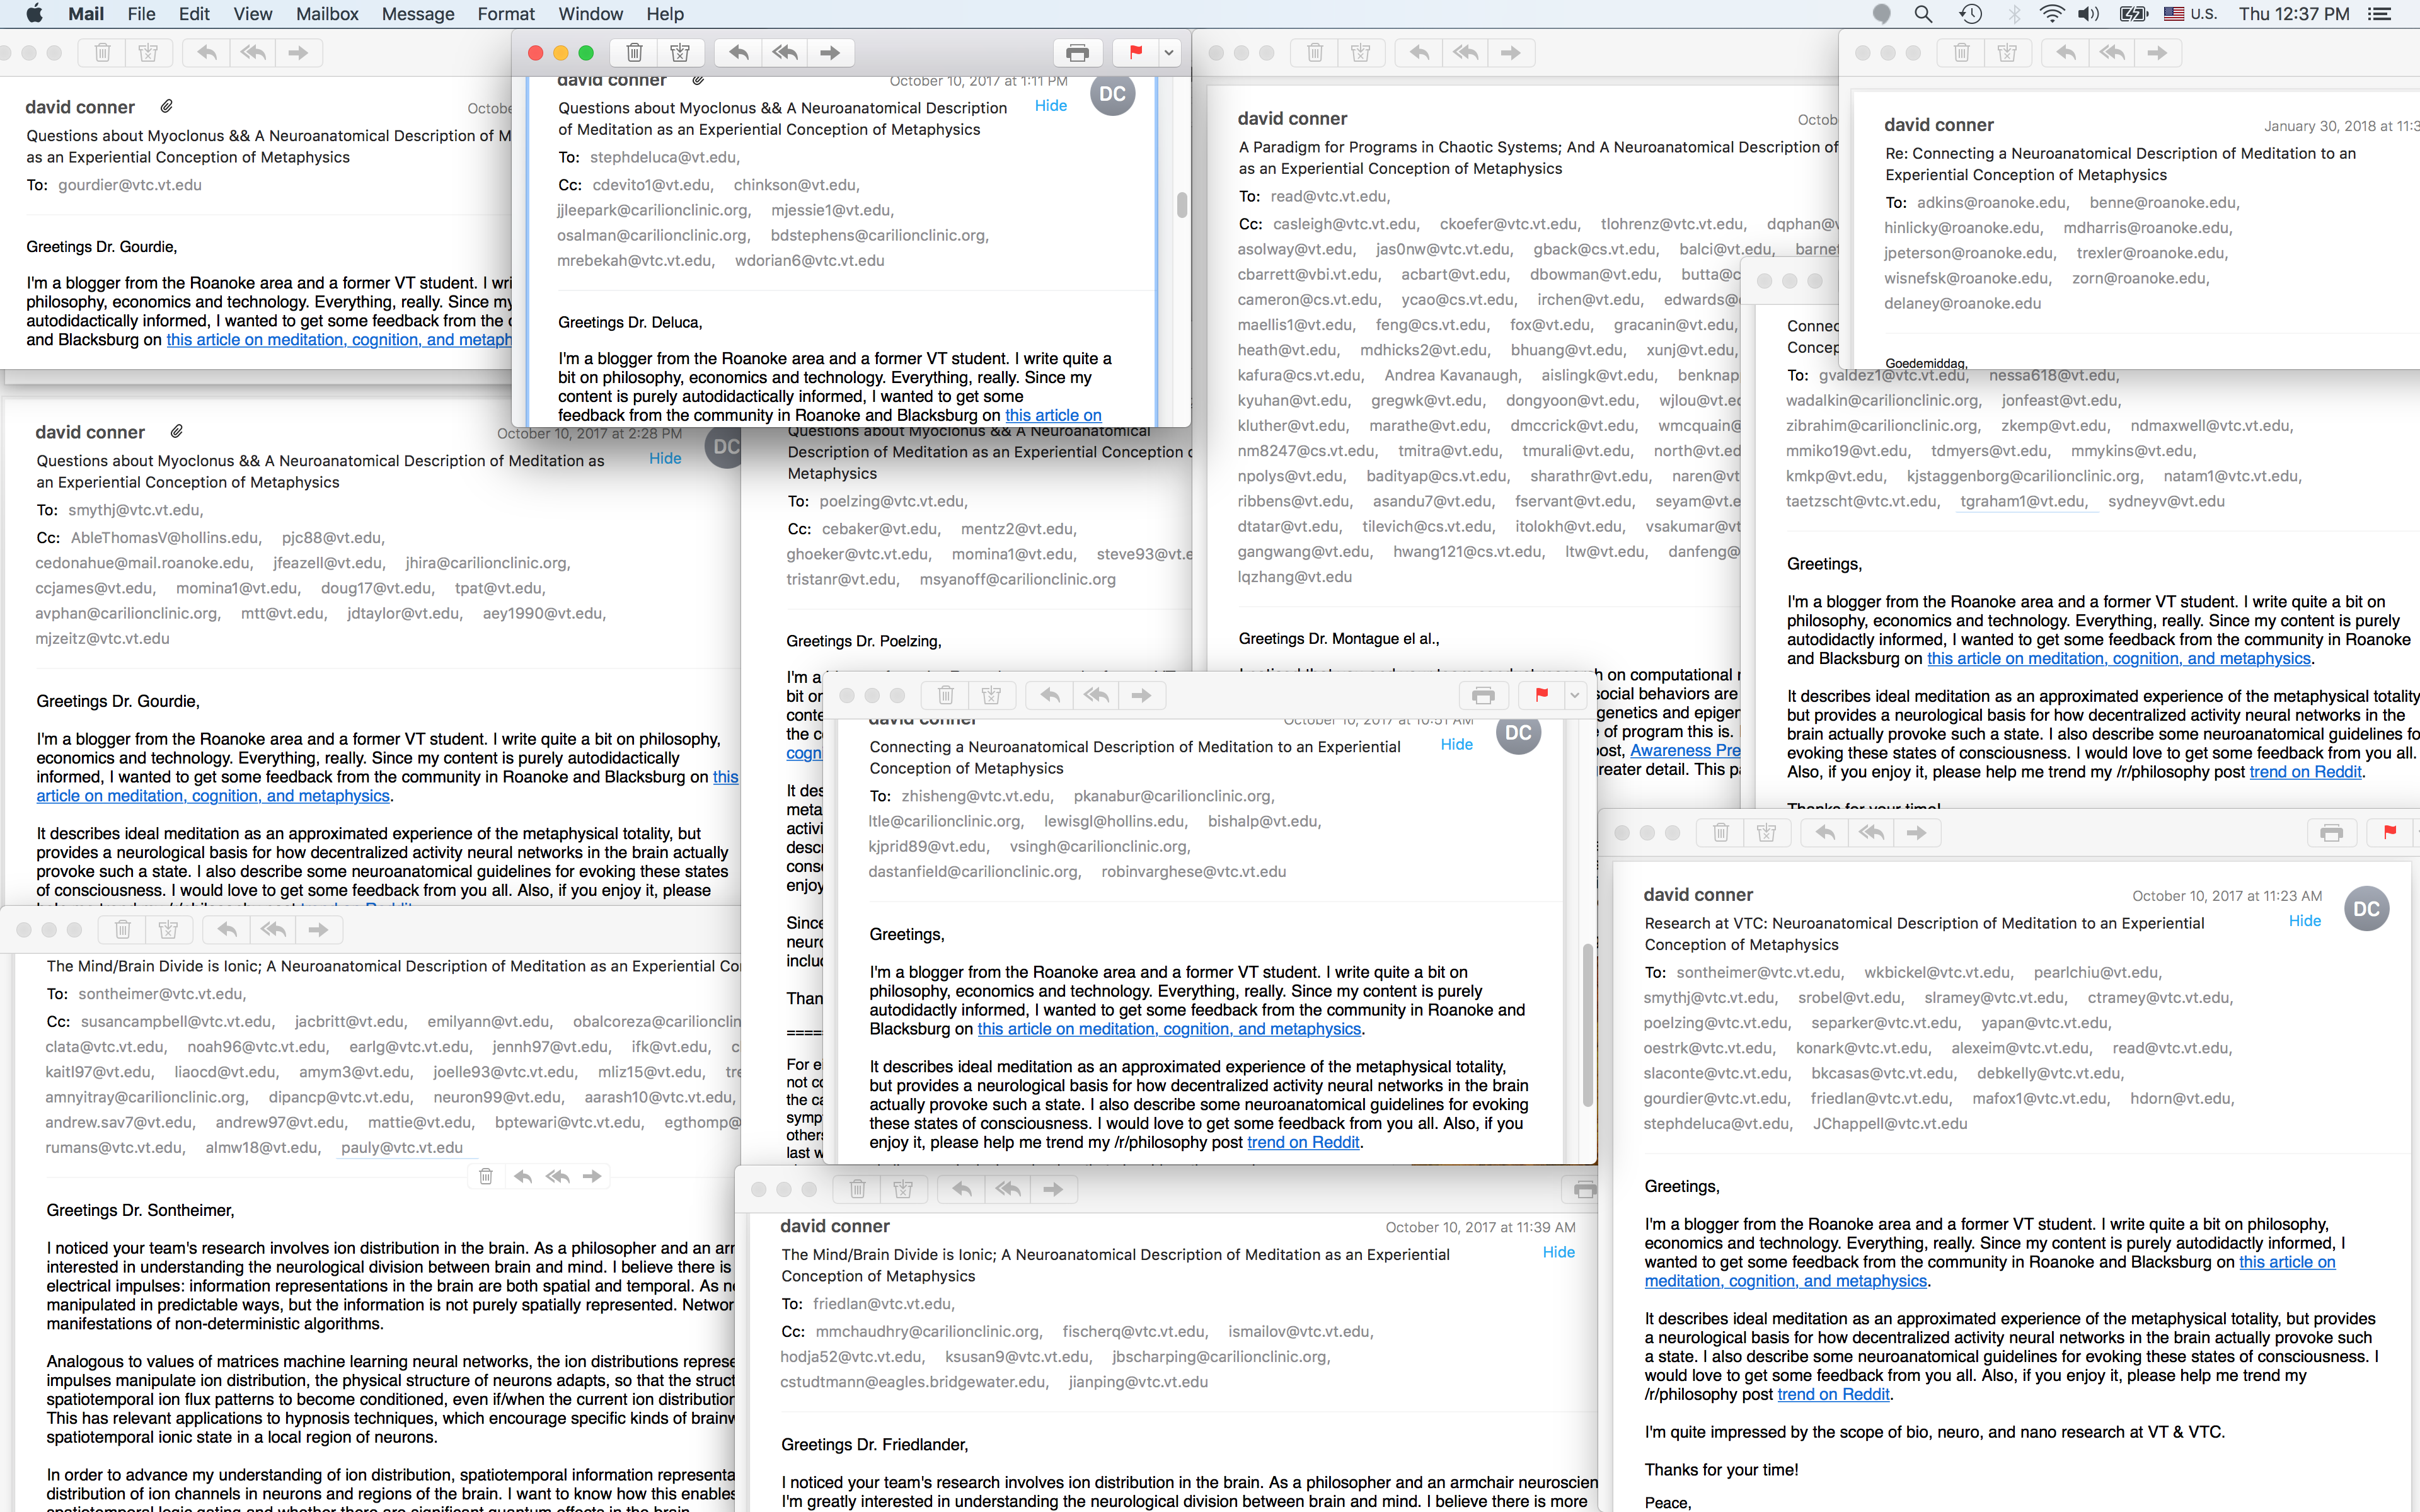 Mail File Edit View Mailbox Message Format Window Help
U.S. Thu 12:37 PM
david conner
Questions about Myoclonus && A Neuroanatomical Description of M
as an Experiential Conception of Metaphysics
To: gourdier@vtc.vt.edu
Greetings Dr. Gourdie,
I'm a blogger from the Roanoke area and a former VT student. I wri
philosophy, economics and technology. Everything, really. Since my
autodidactically informed, I wanted to get some feedback from the c
and Blacksburg on this article on meditation, cognition, and metaph
david conner October 10, 2017 at 1:11 PM
DC
Questions about Myoclonus && A Neuroanatomical Description Hide
of Meditation as an Experiential Conception of Metaphysics
To: stephdeluca@vt.edu,
Cc: cdevito1@vt.edu, chinkson@vt.edu,
jjleepark@carilionclinic.org, mjessie1@vt.edu,
osalman@carilionclinic.org, bdstephens@carilionclinic.org,
mrebekah@vtc.vt.edu, wdorian6@vtc.vt.edu
Greetings Dr. Deluca,
I'm a blogger from the Roanoke area and a former VT student. I write quite a
bit on philosophy, economics and technology. Everything, really. Since my
content is purely autodidactically informed, I wanted to get some
feedback from the community in Roanoke and Blacksburg on this article on
david conner
A Paradigm for Programs in Chaotic Systems; And A Neuroanatomical Description of
as an Experiential Conception of Metaphysics
To: read@vtc.vt.edu,
Cc: casleigh@vtc.vt.edu, ckoefer@vtc.vt.edu, tlohrenz@vtc.vt.edu, dqphan@v
asolway@vt.edu, jas0nw@vtc.vt.edu, gback@cs.vt.edu, balci@vt.edu, barnet
cbarrett@vbi.vt.edu, acbart@vt.edu, dbowman@vt.edu, butta@c
cameron@cs.vt.edu, ycao@cs.vt.edu, irchen@vt.edu, edwards@
maellis1@vt.edu, feng@cs.vt.edu, fox@vt.edu, gracanin@vt.edu,
heath@vt.edu, mdhicks2@vt.edu, bhuang@vt.edu, xunj@vt.edu,
kafura@cs.vt.edu, Andrea Kavanaugh, aislingk@vt.edu, benknap
kyuhan@vt.edu, gregwk@vt.edu, dongyoon@vt.edu, wjlou@vt.edu
kluther@vt.edu, marathe@vt.edu, dmccrick@vt.edu, wmcquain@
nm8247@cs.vt.edu, tmitra@vt.edu, tmurali@vt.edu, north@vt.edu
npolys@vt.edu, badityap@cs.vt.edu, sharathr@vt.edu, naren@vt.edu
ribbens@vt.edu, asandu7@vt.edu, fservant@vt.edu, seyam@vt.e
dtatar@vt.edu, tilevich@cs.vt.edu, itolokh@vt.edu, vsakumar@vt
gangwang@vt.edu, hwang121@cs.vt.edu, ltw@vt.edu, danfeng@
lqzhang@vt.edu
Greetings Dr. Montague el al.,
h on computational
social behaviors are
genetics and epigen
of program this is.
ost, Awareness Pre
reater detail. This pa
david conner January 30, 2018 at 11:3
Re: Connecting a Neuroanatomical Description of Meditation to an
Experiential Conception of Metaphysics
To: adkins@roanoke.edu, benne@roanoke.edu,
hinlicky@roanoke.edu, mdharris@roanoke.edu,
jpeterson@roanoke.edu, trexler@roanoke.edu,
wisnefsk@roanoke.edu, zorn@roanoke.edu,
delaney@roanoke.edu
Goedemiddag,
Connec
Concep
To: gvaldez1@vtc.vt.edu, nessa618@vt.edu,
wadalkin@carilionclinic.org, jonfeast@vt.edu,
zibrahim@carilionclinic.org, zkemp@vt.edu, ndmaxwell@vtc.vt.edu,
mmiko19@vt.edu, tdmyers@vt.edu, mmykins@vt.edu,
kmkp@vt.edu, kjstaggenborg@carilionclinic.org, natam1@vtc.vt.edu,
taetzscht@vtc.vt.edu, tgraham1@vt.edu, sydneyv@vt.edu
Greetings,
I'm a blogger from the Roanoke area and a former VT student. I write quite a bit on
philosophy, economics and technology. Everything, really. Since my content is purely
autodidactly informed, I wanted to get some feedback from the community in Roanoke
and Blacksburg on this article on meditation, cognition, and metaphysics.
It describes ideal meditation as an approximated experience of the metaphysical totality
but provides a neurological basis for how decentralized activity neural networks in the
brain actually provoke such a state. I also describe some neuroanatomical guidelines fo
evoking these states of consciousness. I would love to get some feedback from you all.
Also, if you enjoy it, please help me trend my /r/philosophy post trend on Reddit.
Thanks for your time!
david conner October 10, 2017 at 2:28 PM
DC
Questions about Myoclonus && A Neuroanatomical Description of Meditation as Hide
an Experiential Conception of Metaphysics
To: smythj@vtc.vt.edu,
Cc: AbleThomasV@hollins.edu, pjc88@vt.edu,
cedonahue@mail.roanoke.edu, jfeazell@vt.edu, jhira@carilionclinic.org,
ccjames@vt.edu, momina1@vt.edu, doug17@vt.edu, tpat@vt.edu,
avphan@carilionclinic.org, mtt@vt.edu, jdtaylor@vt.edu, aey1990@vt.edu,
mjzeitz@vtc.vt.edu
Greetings Dr. Gourdie,
I'm a blogger from the Roanoke area and a former VT student. I write quite a bit on philosophy,
economics and technology. Everything, really. Since my content is purely autodidactically
informed, I wanted to get some feedback from the community in Roanoke and Blacksburg on this
article on meditation, cognition, and metaphysics.
It describes ideal meditation as an approximated experience of the metaphysical totality, but
provides a neurological basis for how decentralized activity neural networks in the brain actually
provoke such a state. I also describe some neuroanatomical guidelines for evoking these states
of consciousness. I would love to get some feedback from you all. Also, if you enjoy it, please
help me trend my /r/philosophy post trend on Reddit.
Questions about Myoclonus && A Neuroanatomical
Description of Meditation as an Experiential Conception o
Metaphysics
To: poelzing@vtc.vt.edu,
Cc: cebaker@vt.edu, mentz2@vt.edu,
ghoeker@vtc.vt.edu, momina1@vt.edu, steve93@vt.e
tristanr@vt.edu, msyanoff@carilionclinic.org
Greetings Dr. Poelzing,
I'm a
bit on
conte
the co
cogni
It des
metap
activi
descr
consc
enjoy
Since
neuro
includ
Than
=====
For ei
not co
the ca
symp
others
last w
david conner October 10, 2017 at 10:51 AM
DC
Connecting a Neuroanatomical Description of Meditation to an Experiential Hide
Conception of Metaphysics
To: zhisheng@vtc.vt.edu, pkanabur@carilionclinic.org,
ltle@carilionclinic.org, lewisgl@hollins.edu, bishalp@vt.edu,
kjprid89@vt.edu, vsingh@carilionclinic.org,
dastanfield@carilionclinic.org, robinvarghese@vtc.vt.edu
Greetings,
I'm a blogger from the Roanoke area and a former VT student. I write quite a bit on
philosophy, economics and technology. Everything, really. Since my content is purely
autodidactly informed, I wanted to get some feedback from the community in Roanoke and
Blacksburg on this article on meditation, cognition, and metaphysics.
It describes ideal meditation as an approximated experience of the metaphysical totality,
but provides a neurological basis for how decentralized activity neural networks in the brain
actually provoke such a state. I also describe some neuroanatomical guidelines for evoking
these states of consciousness. I would love to get some feedback from you all. Also, if you
enjoy it, please help me trend my /r/philosophy post trend on Reddit.
The Mind/Brain Divide is Ionic; A Neuroanatomical Description of Meditation as an Experiential Co
To: sontheimer@vtc.vt.edu,
Cc: susancampbell@vtc.vt.edu, jacbritt@vt.edu, emilyann@vt.edu, obalcoreza@carilionclin
clata@vtc.vt.edu, noah96@vtc.vt.edu, earlg@vtc.vt.edu, jennh97@vt.edu, ifk@vt.edu, c
kaitl97@vt.edu, liaocd@vt.edu, amym3@vt.edu, joelle93@vtc.vt.edu, mliz15@vt.edu, tre
amnyitray@carilionclinic.org, dipancp@vt.edu, neuron99@vt.edu, aarash10@vtc.vt.edu,
andrew.sav7@vt.edu, andrew97@vt.edu, mattie@vt.edu, bptewari@vtc.vt.edu, egthomp@
rumans@vtc.vt.edu, almw18@vt.edu, pauly@vtc.vt.edu
Greetings Dr. Sontheimer,
I noticed your team's research involves ion distribution in the brain. As a philosopher and an arr
interested in understanding the neurological division between brain and mind. I believe there is
electrical impulses: information representations in the brain are both spatial and temporal. As ne
manipulated in predictable ways, but the information is not purely spatially represented. Networ
manifestations of non-deterministic algorithms.
Analogous to values of matrices machine learning neural networks, the ion distributions represe
impulses manipulate ion distribution, the physical structure of neurons adapts, so that the struct
spatiotemporal ion flux patterns to become conditioned, even if/when the current ion distribution
This has relevant applications to hypnosis techniques, which encourage specific kinds of brainw
spatiotemporal ionic state in a local region of neurons.
In order to advance my understanding of ion distribution, spatiotemporal information representa
distribution of ion channels in neurons and regions of the brain. I want to know how this enables
spatiotemporal logic gating and whether there are significant quantum effects in the brain.
david conner October 10, 2017 at 11:39 AM
The Mind/Brain Divide is Ionic; A Neuroanatomical Description of Meditation as an Experiential Hide
Conception of Metaphysics
To: friedlan@vtc.vt.edu,
Cc: mmchaudhry@carilionclinic.org, fischerq@vtc.vt.edu, ismailov@vtc.vt.edu,
hodja52@vtc.vt.edu, ksusan9@vtc.vt.edu, jbscharping@carilionclinic.org,
cstudtmann@eagles.bridgewater.edu, jianping@vtc.vt.edu
Greetings Dr. Friedlander,
I noticed your team's research involves ion distribution in the brain. As a philosopher and an armchair neuroscien
I'm greatly interested in understanding the neurological division between brain and mind. I believe there is more
david conner October 10, 2017 at 11:23 AM
DC
Research at VTC: Neuroanatomical Description of Meditation to an Experiential Hide
Conception of Metaphysics
To: sontheimer@vtc.vt.edu, wkbickel@vtc.vt.edu, pearlchiu@vt.edu,
smythj@vtc.vt.edu, srobel@vt.edu, slramey@vt.edu, ctramey@vt.edu,
poelzing@vtc.vt.edu, separker@vtc.vt.edu, yapan@vt.edu,
oestrk@vtc.vt.edu, konark@vtc.vt.edu, alexeim@vtc.vt.edu, read@vtc.vt.edu,
slaconte@vtc.vt.edu, bkcasas@vtc.vt.edu, debkelly@vtc.vt.edu,
gourdier@vtc.vt.edu, friedlan@vtc.vt.edu, mafox1@vtc.vt.edu, hdorn@vt.edu,
stephdeluca@vt.edu, JChappell@vtc.vt.edu
Greetings,
I'm a blogger from the Roanoke area and a former VT student. I write quite a bit on philosophy,
economics and technology. Everything, really. Since my content is purely autodidactly informed, I
wanted to get some feedback from the community in Roanoke and Blacksburg on this article on
meditation, cognition, and metaphysics.
It describes ideal meditation as an approximated experience of the metaphysical totality, but provides
a neurological basis for how decentralized activity neural networks in the brain actually provoke such
a state. I also describe some neuroanatomical guidelines for evoking these states of consciousness. I
would love to get some feedback from you all. Also, if you enjoy it, please help me trend my
/r/philosophy post trend on Reddit.
I'm quite impressed by the scope of bio, neuro, and nano research at VT & VTC.
Thanks for your time!
Peace,